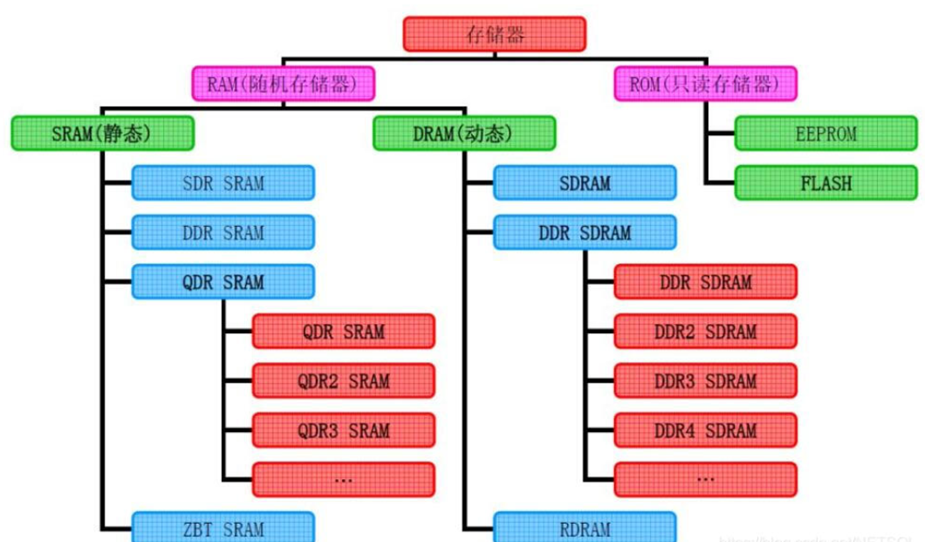 存储器
RAM(随机存储器)
ROM(只读存储器)
SRAM(静态)
DRAM(动态)
EEPROM
FLASH
SDR SRAM
DDR SRAM
QDR SRAM
QDR SRAM
QDR2 SRAM
QDR3 SRAM
...
ZBT SRAM
SDRAM
DDR SDRAM
DDR SDRAM
DDR2 SDRAM
DDR3 SDRAM
DDR4 SDRAM
...
RDRAM